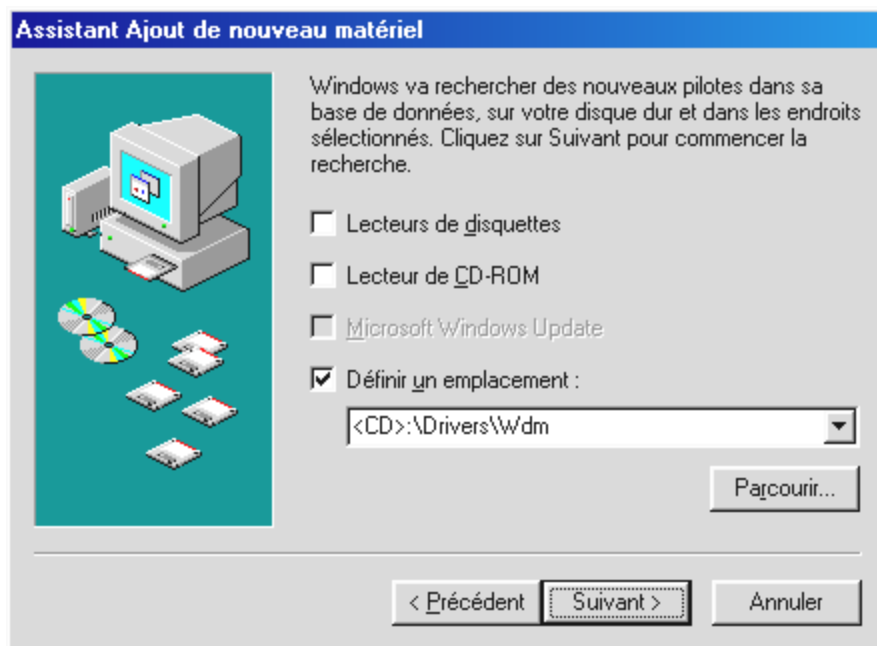 Assistant Ajout de nouveau matériel
Windows va rechercher des nouveaux pilotes dans sa
base de données, sur votre disque dur et dans les endroits
sélectionnés. Cliquez sur Suivant pour commencer la
recherche.
Lecteurs de disquettes
Lecteur de CD-ROM
Microsoft Windows Update
Définir un emplacement :
<CD>:\Drivers\Wdm
Parcourir...
< Précédent Suivant > Annuler